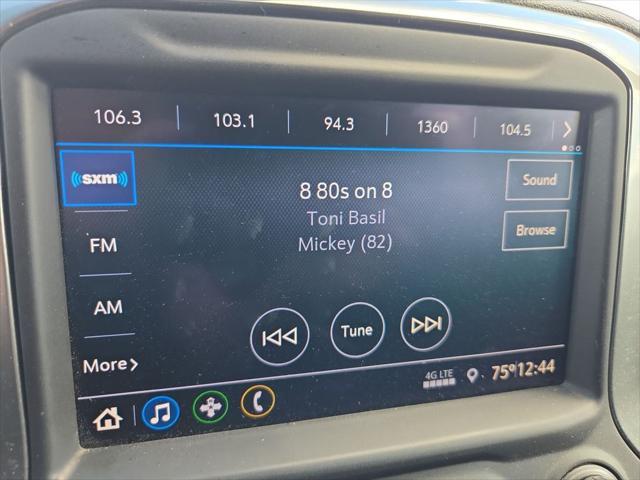 106.3 103.1 94.3 1360 104.5
sxm
8 80s on 8
Sound
Toni Basil
FM
Mickey (82)
Browse
AM
Tune
More
4G LTE
75° 12:44